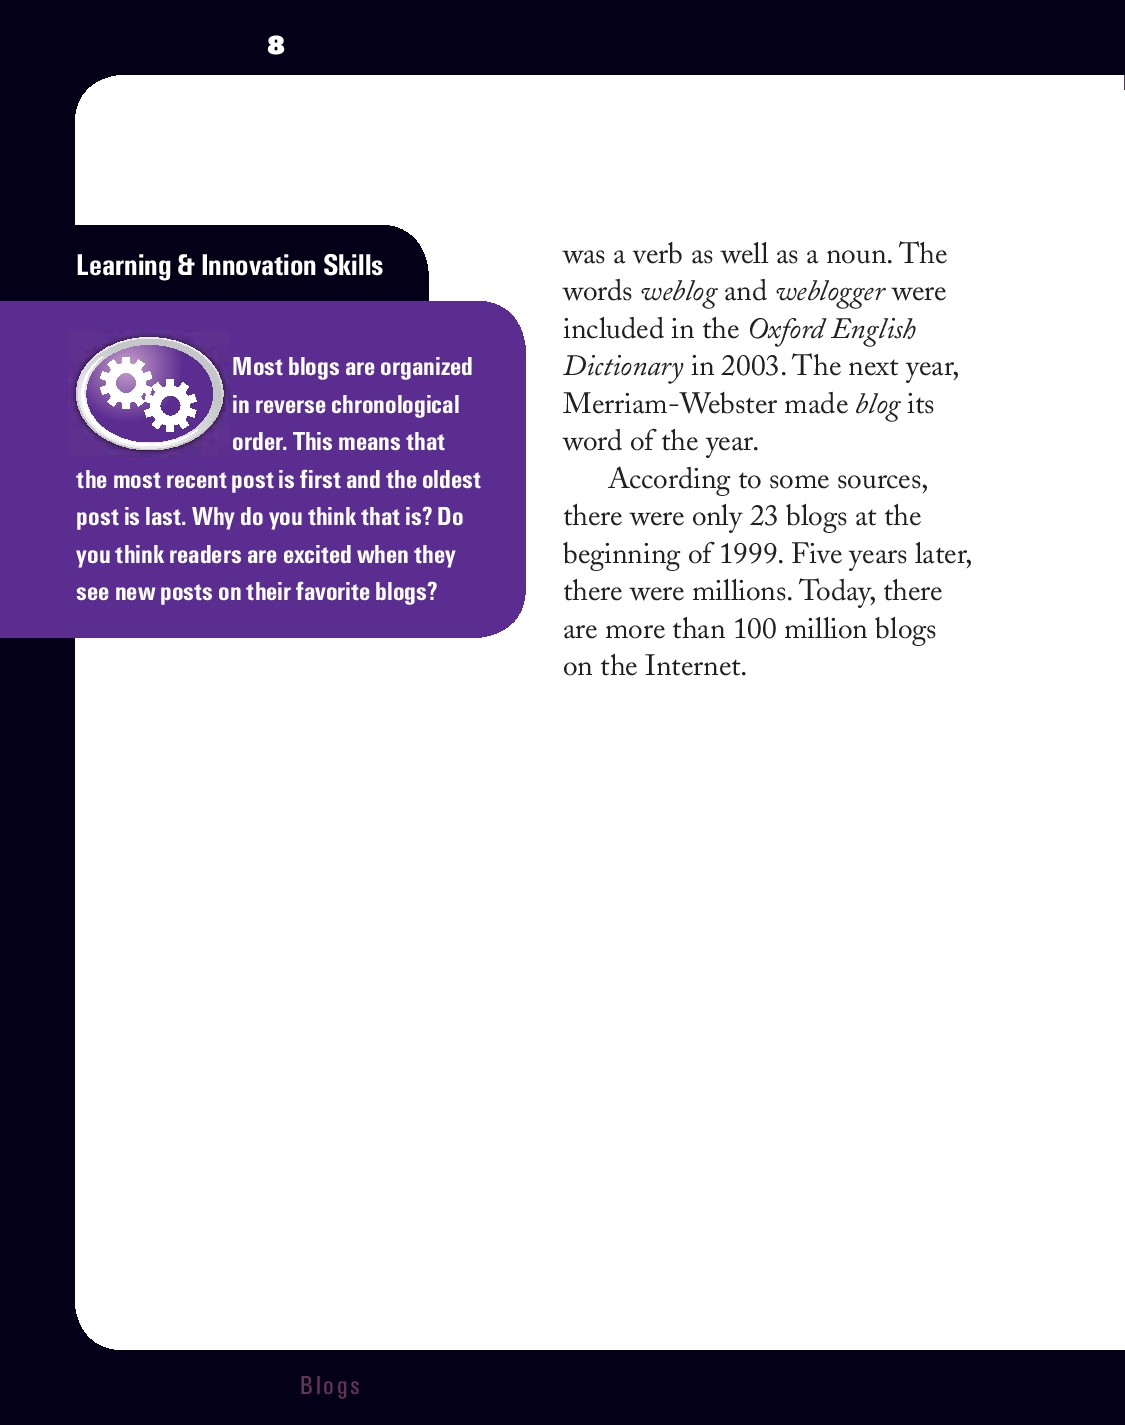 8
Learning & Innovation Skills
Most blogs are organized
in reverse chronological
order. This means that
the most recent post is first and the oldest
post is last. Why do you think that is? Do
you think readers are excited when they
see new posts on their favorite blogs?
was a verb as well as a noun. The
words weblog and weblogger were
included in the Oxford English
Dictionary in 2003. The next year,
Merriam-Webster made blog its
word of the year.
According to some sources,
there were only 23 blogs at the
beginning of 1999. Five years later,
there were millions. Today, there
are more than 100 million blogs
on the Internet.
Blogs